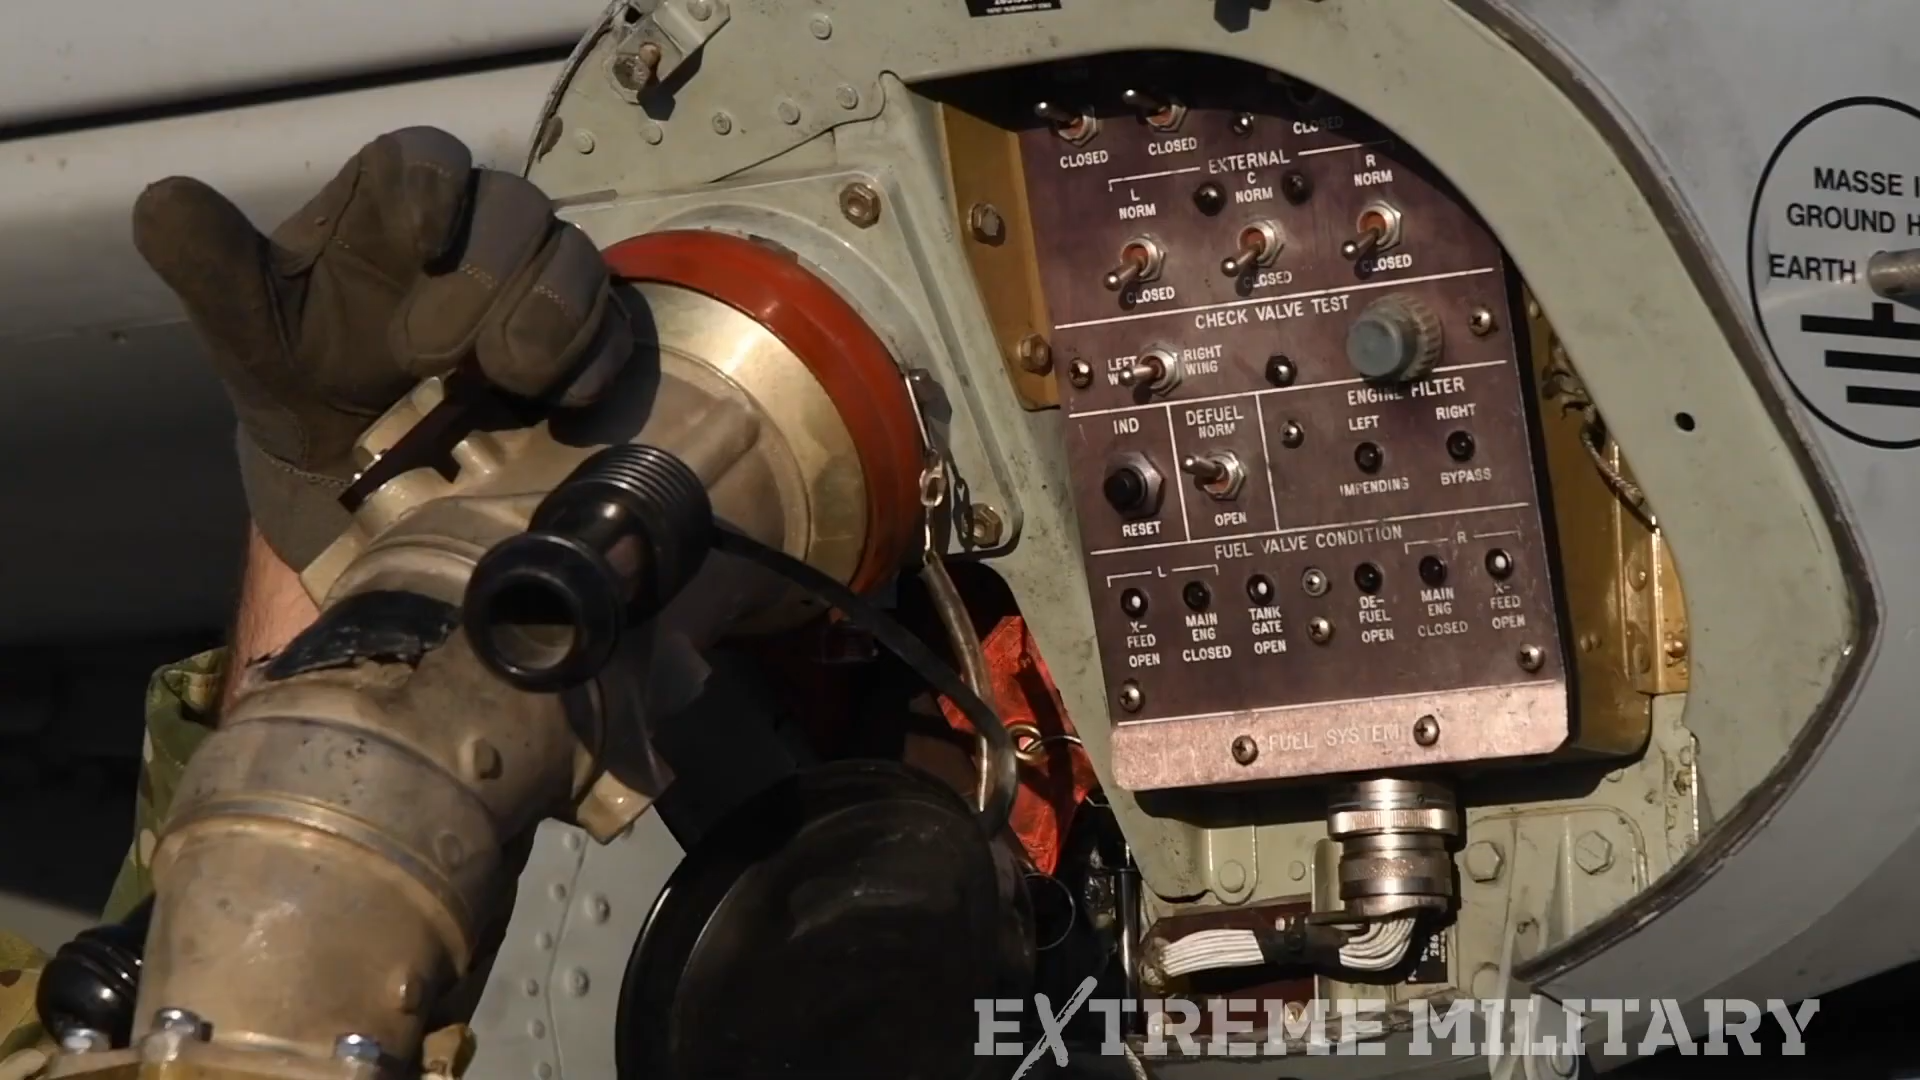 CLOSED
CLOSED
CLOSED
EXTERNAL
L
NORM
C
NORM
R
NORM
CLOSED
CLOSED
CLOSED
CHECK VALVE TEST
LEFT
RIGHT
WING
ENGINE FILTER
IND
DEFUEL
NORM
LEFT
RIGHT
IMPENDING
BYPASS
RESET
OPEN
FUEL VALVE CONDITION
L
R
X-
FEED
OPEN
MAIN
ENG
CLOSED
TANK
GATE
OPEN
DE-
FUEL
OPEN
MAIN
ENG
CLOSED
X-
FEED
OPEN
FUEL SYSTEM
MASSE
GROUND
EARTH
EXTREME MILITARY